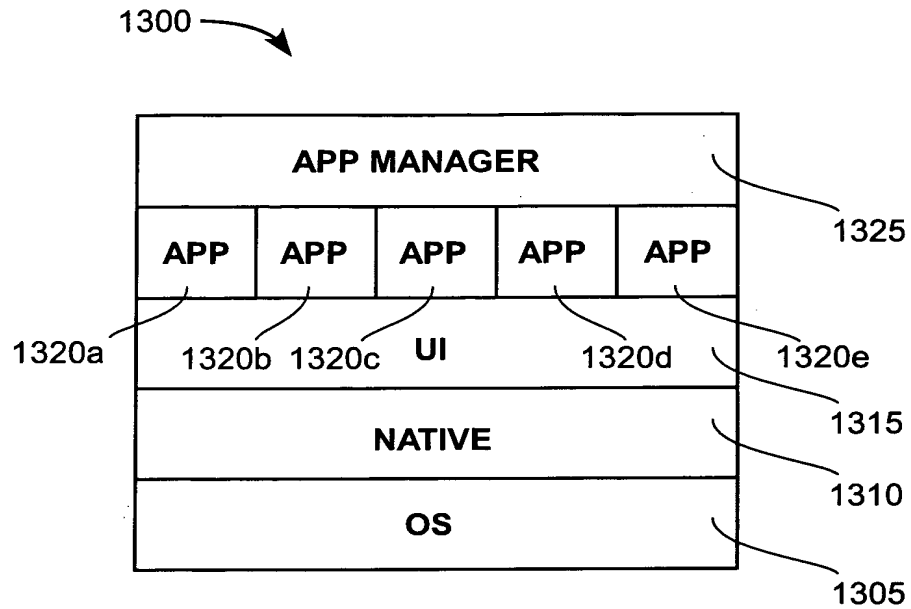 1300
APP MANAGER
1325
APP APP APP APP APP
1320a 1320b 1320c 1320d 1320e
UI
1315
NATIVE
1310
OS
1305